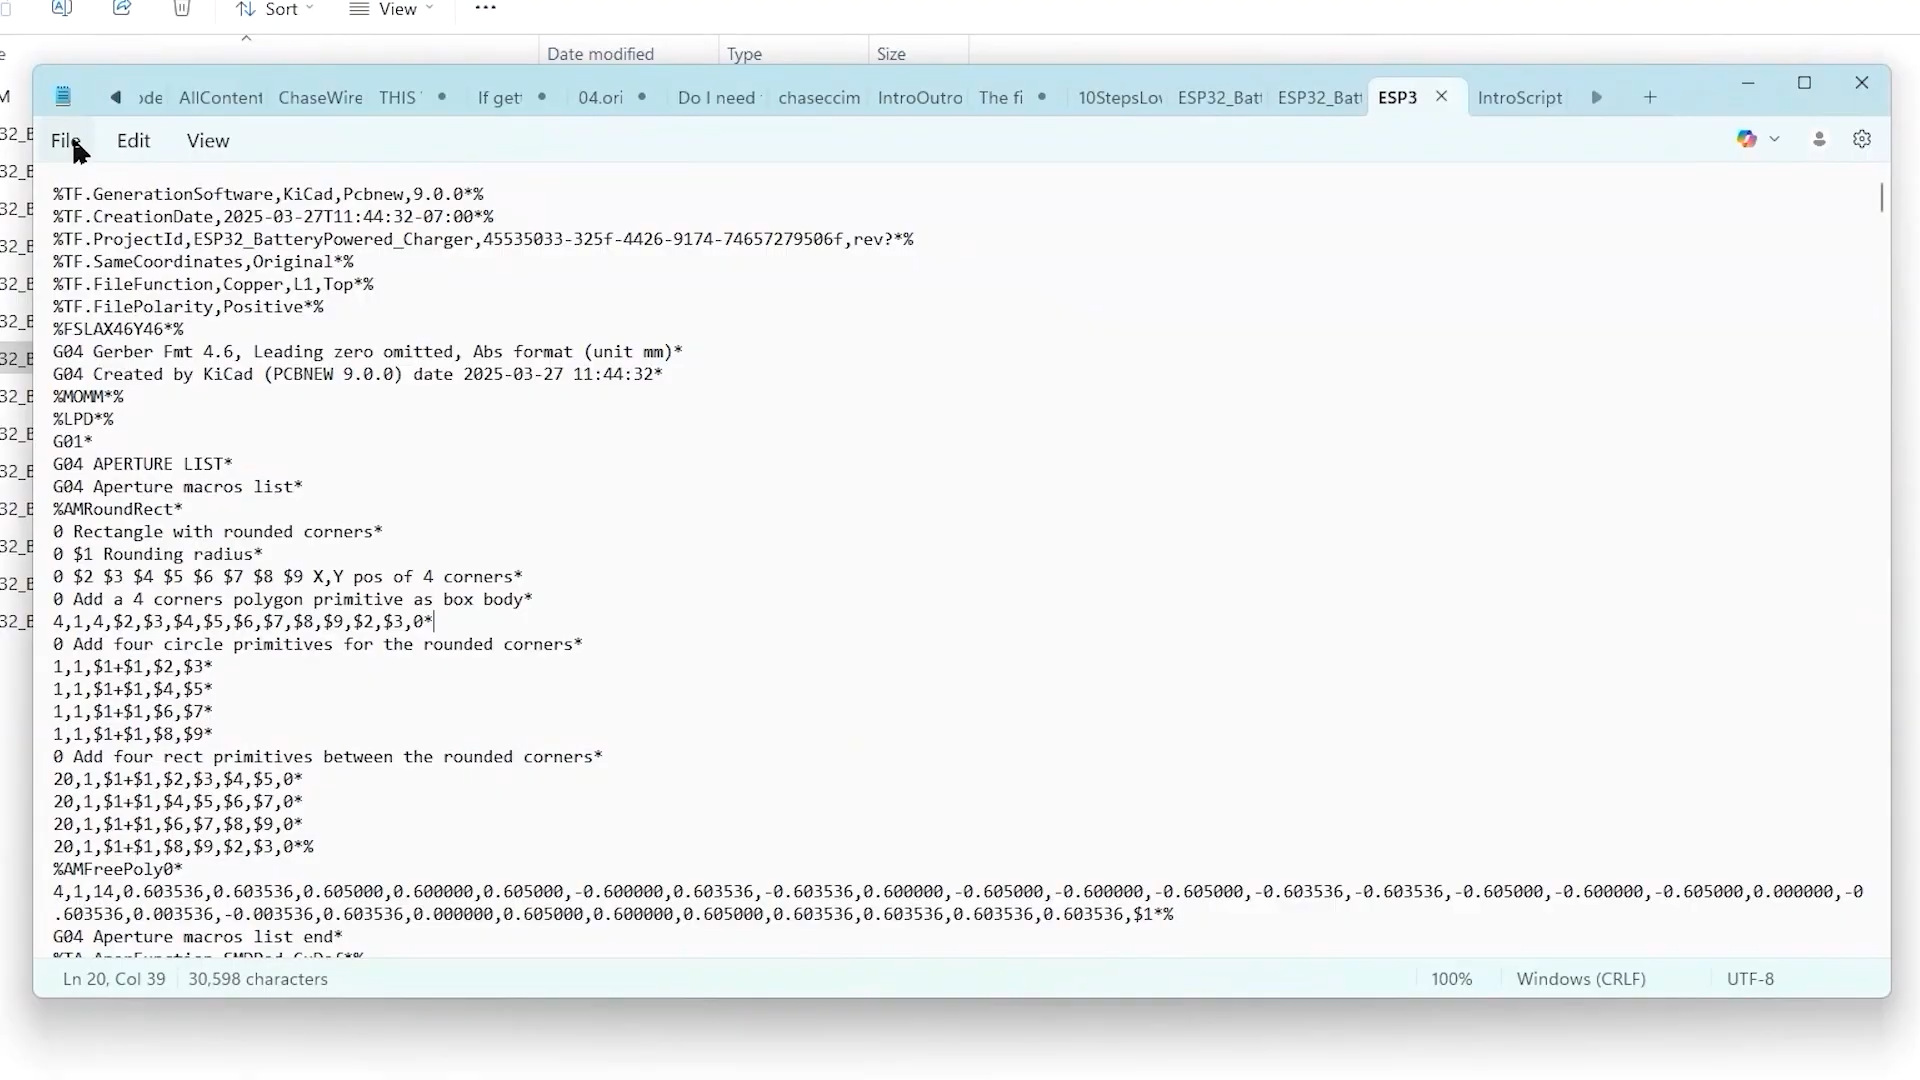 Sort
View
Date modified Type Size
AllContent ChaseWire THIS If get 04.ori Do I need chaseccim IntroOutro The fi 10StepsLov ESP32_Batt ESP32_Batt ESP3 IntroScript
File Edit View
%TF.GenerationSoftware,KiCad,Pcbnew,9.0.0*%
%TF.CreationDate,2025-03-27T11:44:32-07:00*%
%TF.ProjectId,ESP32_BatteryPowered_Charger,45535033-325f-4426-9174-74657279506f,rev?*%
%TF.SameCoordinates,Original*%
%TF.FileFunction,Copper,L1,Top*%
%TF.FilePolarity,Positive*%
%FSLAX46Y46*%
G04 Gerber Fmt 4.6, Leading zero omitted, Abs format (unit mm)*
G04 Created by KiCad (PCBNEW 9.0.0) date 2025-03-27 11:44:32*
%MOMM*%
%LPD*%
G01*
G04 APERTURE LIST*
G04 Aperture macros list*
%AMRoundRect*
0 Rectangle with rounded corners*
0 $1 Rounding radius*
0 $2 $3 $4 $5 $6 $7 $8 $9 X,Y pos of 4 corners*
0 Add a 4 corners polygon primitive as box body*
4,1,4,$2,$3,$4,$5,$6,$7,$8,$9,$2,$3,0*
0 Add four circle primitives for the rounded corners*
1,1,$1+$1,$2,$3*
1,1,$1+$1,$4,$5*
1,1,$1+$1,$6,$7*
1,1,$1+$1,$8,$9*
0 Add four rect primitives between the rounded corners*
20,1,$1+$1,$2,$3,$4,$5,0*
20,1,$1+$1,$4,$5,$6,$7,0*
20,1,$1+$1,$6,$7,$8,$9,0*
20,1,$1+$1,$8,$9,$2,$3,0*%
%AMFreePoly0*
4,1,14,0.603536,0.603536,0.605000,0.600000,0.605000,-0.600000,0.603536,-0.603536,0.600000,-0.605000,-0.600000,-0.605000,-0.603536,-0.603536,-0.605000,-0.600000,-0.605000,0.000000,-0
.603536,0.003536,-0.003536,0.603536,0.000000,0.605000,0.600000,0.605000,0.603536,0.603536,0.603536,0.603536,$1*%
G04 Aperture macros list end*
%TA.AperFunction,SMDPad,CuDef*%
Ln 20, Col 39 30,598 characters 100% Windows (CRLF) UTF-8